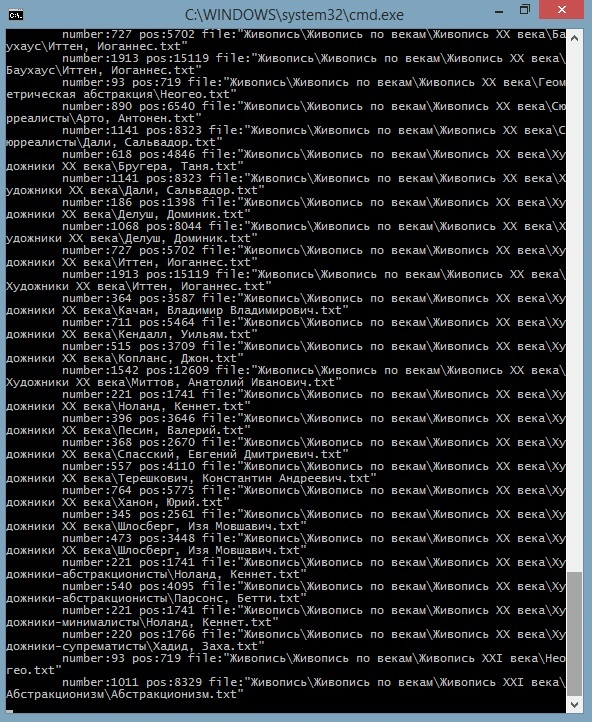 C:\WINDOWS\system32\cmd.exe
number:727 pos:5702 file:"Живопись\Живопись по векам\Живопись XX века\Ба
ухаус\Иттен, Иоганнес.txt"
number:1913 pos:15119 file:"Живопись\Живопись по векам\Живопись XX века\
Баухаус\Иттен, Иоганнес.txt"
number:93 pos:719 file:"Живопись\Живопись по векам\Живопись XX века\Геом
етрическая абстракция\Неогео.txt"
number:890 pos:6540 file:"Живопись\Живопись по векам\Живопись XX века\Сю
рреалисты\Арто, Антонен.txt"
number:1141 pos:8323 file:"Живопись\Живопись по векам\Живопись XX века\С
юрреалисты\Дали, Сальвадор.txt"
number:618 pos:4846 file:"Живопись\Живопись по векам\Живопись XX века\Ху
дожники XX века\Бругера, Таня.txt"
number:1141 pos:8323 file:"Живопись\Живопись по векам\Живопись XX века\Х
удожники XX века\Дали, Сальвадор.txt"
number:186 pos:1398 file:"Живопись\Живопись по векам\Живопись XX века\Ху
дожники XX века\Делуш, Доминик.txt"
number:1068 pos:8044 file:"Живопись\Живопись по векам\Живопись XX века\Х
удожники XX века\Делуш, Доминик.txt"
number:727 pos:5702 file:"Живопись\Живопись по векам\Живопись XX века\Ху
дожники XX века\Иттен, Иоганнес.txt"
number:1913 pos:15119 file:"Живопись\Живопись по векам\Живопись XX века\
Художники XX века\Иттен, Иоганнес.txt"
number:364 pos:3587 file:"Живопись\Живопись по векам\Живопись XX века\Ху
дожники XX века\Качан, Владимир Владимирович.txt"
number:711 pos:5464 file:"Живопись\Живопись по векам\Живопись XX века\Ху
дожники XX века\Кендалл, Уильям.txt"
number:515 pos:3709 file:"Живопись\Живопись по векам\Живопись XX века\Ху
дожники XX века\Копланс, Джон.txt"
number:1542 pos:12609 file:"Живопись\Живопись по векам\Живопись XX века\
Художники XX века\Миттов, Анатолий Иванович.txt"
number:221 pos:1741 file:"Живопись\Живопись по векам\Живопись XX века\Ху
дожники XX века\Ноланд, Кеннет.txt"
number:396 pos:3646 file:"Живопись\Живопись по векам\Живопись XX века\Ху
дожники XX века\Песин, Валерий.txt"
number:368 pos:2670 file:"Живопись\Живопись по векам\Живопись XX века\Ху
дожники XX века\Спасский, Евгений Дмитриевич.txt"
number:557 pos:4110 file:"Живопись\Живопись по векам\Живопись XX века\Ху
дожники XX века\Терешкович, Константин Андреевич.txt"
number:764 pos:5775 file:"Живопись\Живопись по векам\Живопись XX века\Ху
дожники XX века\Ханон, Юрий.txt"
number:345 pos:2561 file:"Живопись\Живопись по векам\Живопись XX века\Ху
дожники XX века\Шлосберг, Изя Мовшавич.txt"
number:473 pos:3448 file:"Живопись\Живопись по векам\Живопись XX века\Ху
дожники XX века\Шлосберг, Изя Мовшавич.txt"
number:221 pos:1741 file:"Живопись\Живопись по векам\Живопись XX века\Ху
дожники-абстракционисты\Ноланд, Кеннет.txt"
number:540 pos:4095 file:"Живопись\Живопись по векам\Живопись XX века\Ху
дожники-абстракционисты\Парсонс, Бетти.txt"
number:221 pos:1741 file:"Живопись\Живопись по векам\Живопись XX века\Ху
дожники-минималисты\Ноланд, Кеннет.txt"
number:220 pos:1766 file:"Живопись\Живопись по векам\Живопись XX века\Ху
дожники-супрематисты\Хадид, Заха.txt"
number:93 pos:719 file:"Живопись\Живопись по векам\Живопись XXI века\Нео
гео.txt"
number:1011 pos:8329 file:"Живопись\Живопись по векам\Живопись XXI века\
Абстракционизм\Абстракционизм.txt"